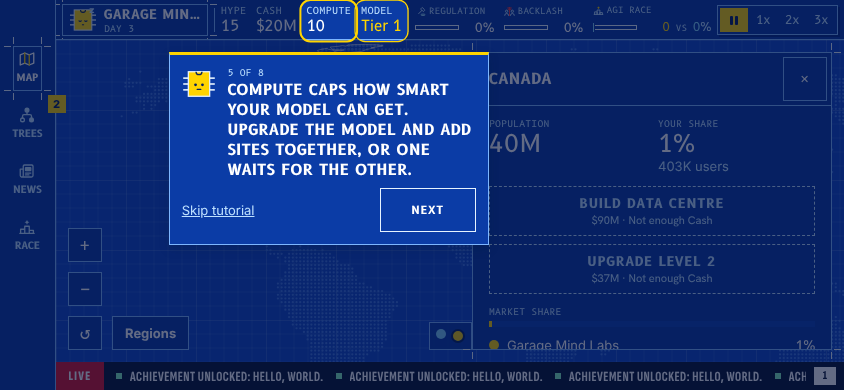 GARAGE MIN...
DAY 3
HYPE
15
CASH
$20M
COMPUTE
10
MODEL
Tier 1
REGULATION
0%
BACKLASH
0%
AGI RACE
0 vs 0%
1x
2x
3x
MAP
2
TREES
NEWS
RACE
5 OF 8
COMPUTE CAPS HOW SMART
YOUR MODEL CAN GET.
UPGRADE THE MODEL AND ADD
SITES TOGETHER, OR ONE
WAITS FOR THE OTHER.
Skip tutorial
NEXT
CANADA
×
POPULATION
40M
YOUR SHARE
1%
403K users
BUILD DATA CENTRE
$90M · Not enough Cash
UPGRADE LEVEL 2
$37M · Not enough Cash
MARKET SHARE
Garage Mind Labs
1%
+
−
↺
Regions
LIVE
ACHIEVEMENT UNLOCKED: HELLO, WORLD.
ACHIEVEMENT UNLOCKED: HELLO, WORLD.
ACHIEVEMENT UNLOCKED: HELLO, WORLD.
ACH
1